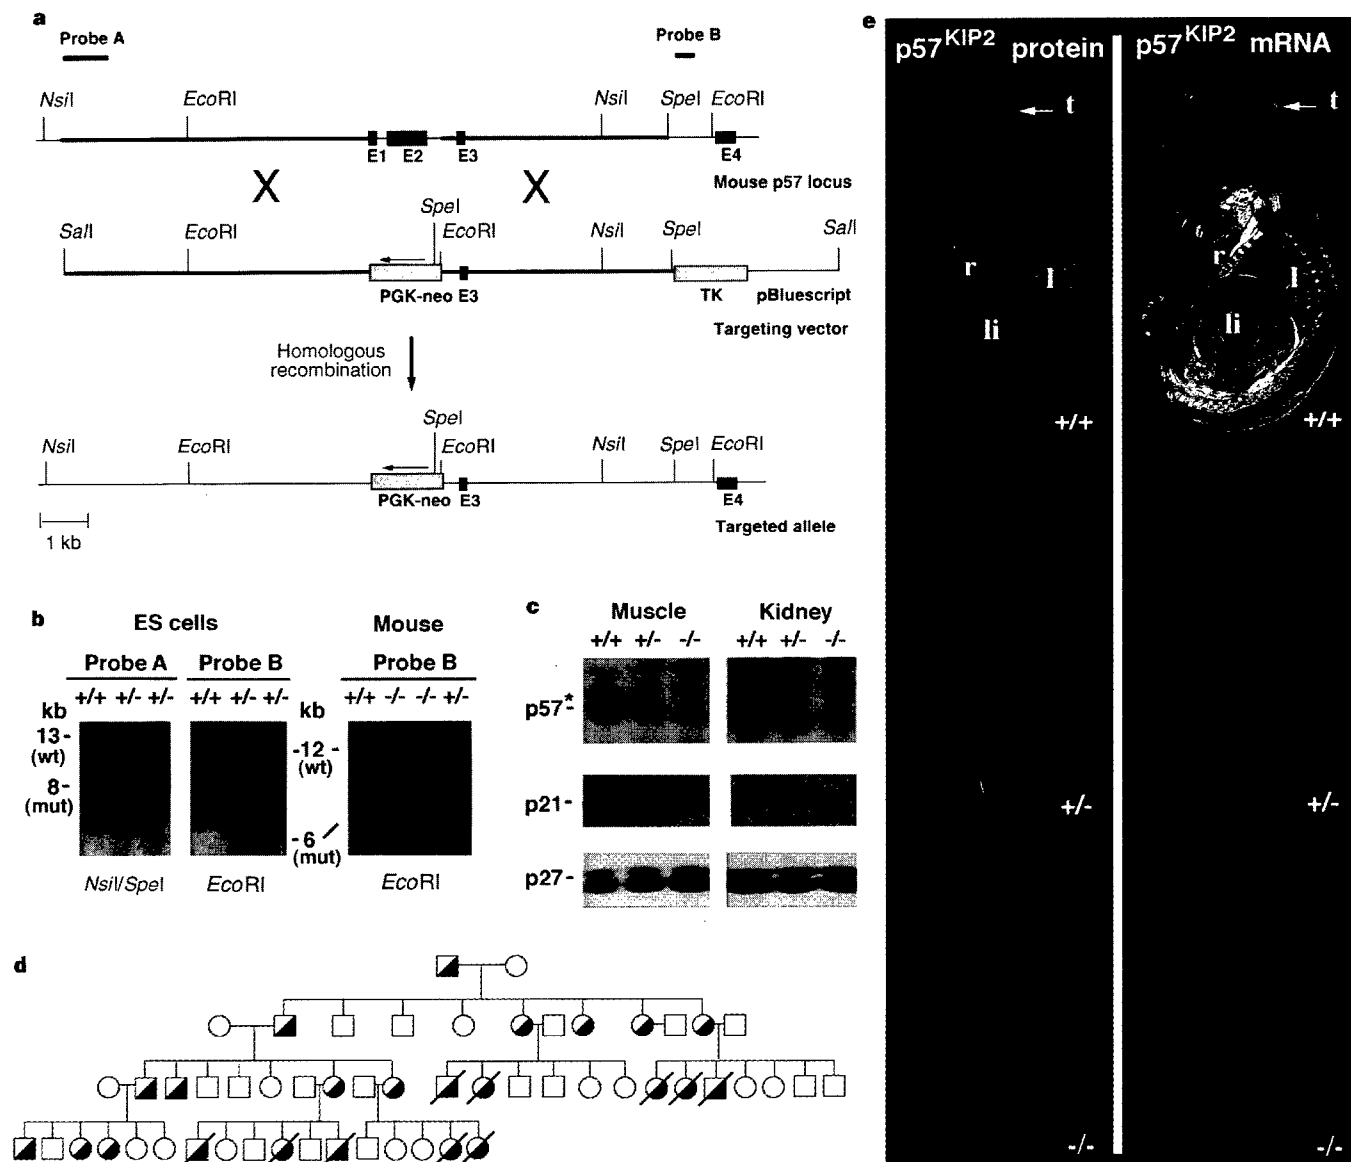 a
Probe A
Probe B
NsiI EcoRI NsiI SpeI EcoRI
E1 E2 E3 E4
Mouse p57 locus
X X
SpeI
SalI EcoRI EcoRI NsiI SpeI SalI
PGK-neo E3 TK pBluescript
Targeting vector
Homologous
recombination
SpeI
NsiI EcoRI EcoRI NsiI SpeI EcoRI
PGK-neo E3 E4
Targeted allele
1 kb
b
ES cells Mouse
Probe A Probe B Probe B
+/+ +/- +/- +/+ +/- +/- +/+ -/- -/- +/-
kb kb
13-
(wt)
8-
(mut)
-12 -
(wt)
-6
(mut)
NsiI/SpeI EcoRI EcoRI
c
Muscle Kidney
+/+ +/- -/- +/+ +/- -/-
*
p57-
p21-
p27-
d
e
p57KIP2 protein p57KIP2 mRNA
t t
r l r l
li li
+/+ +/+
+/- +/-
-/- -/-